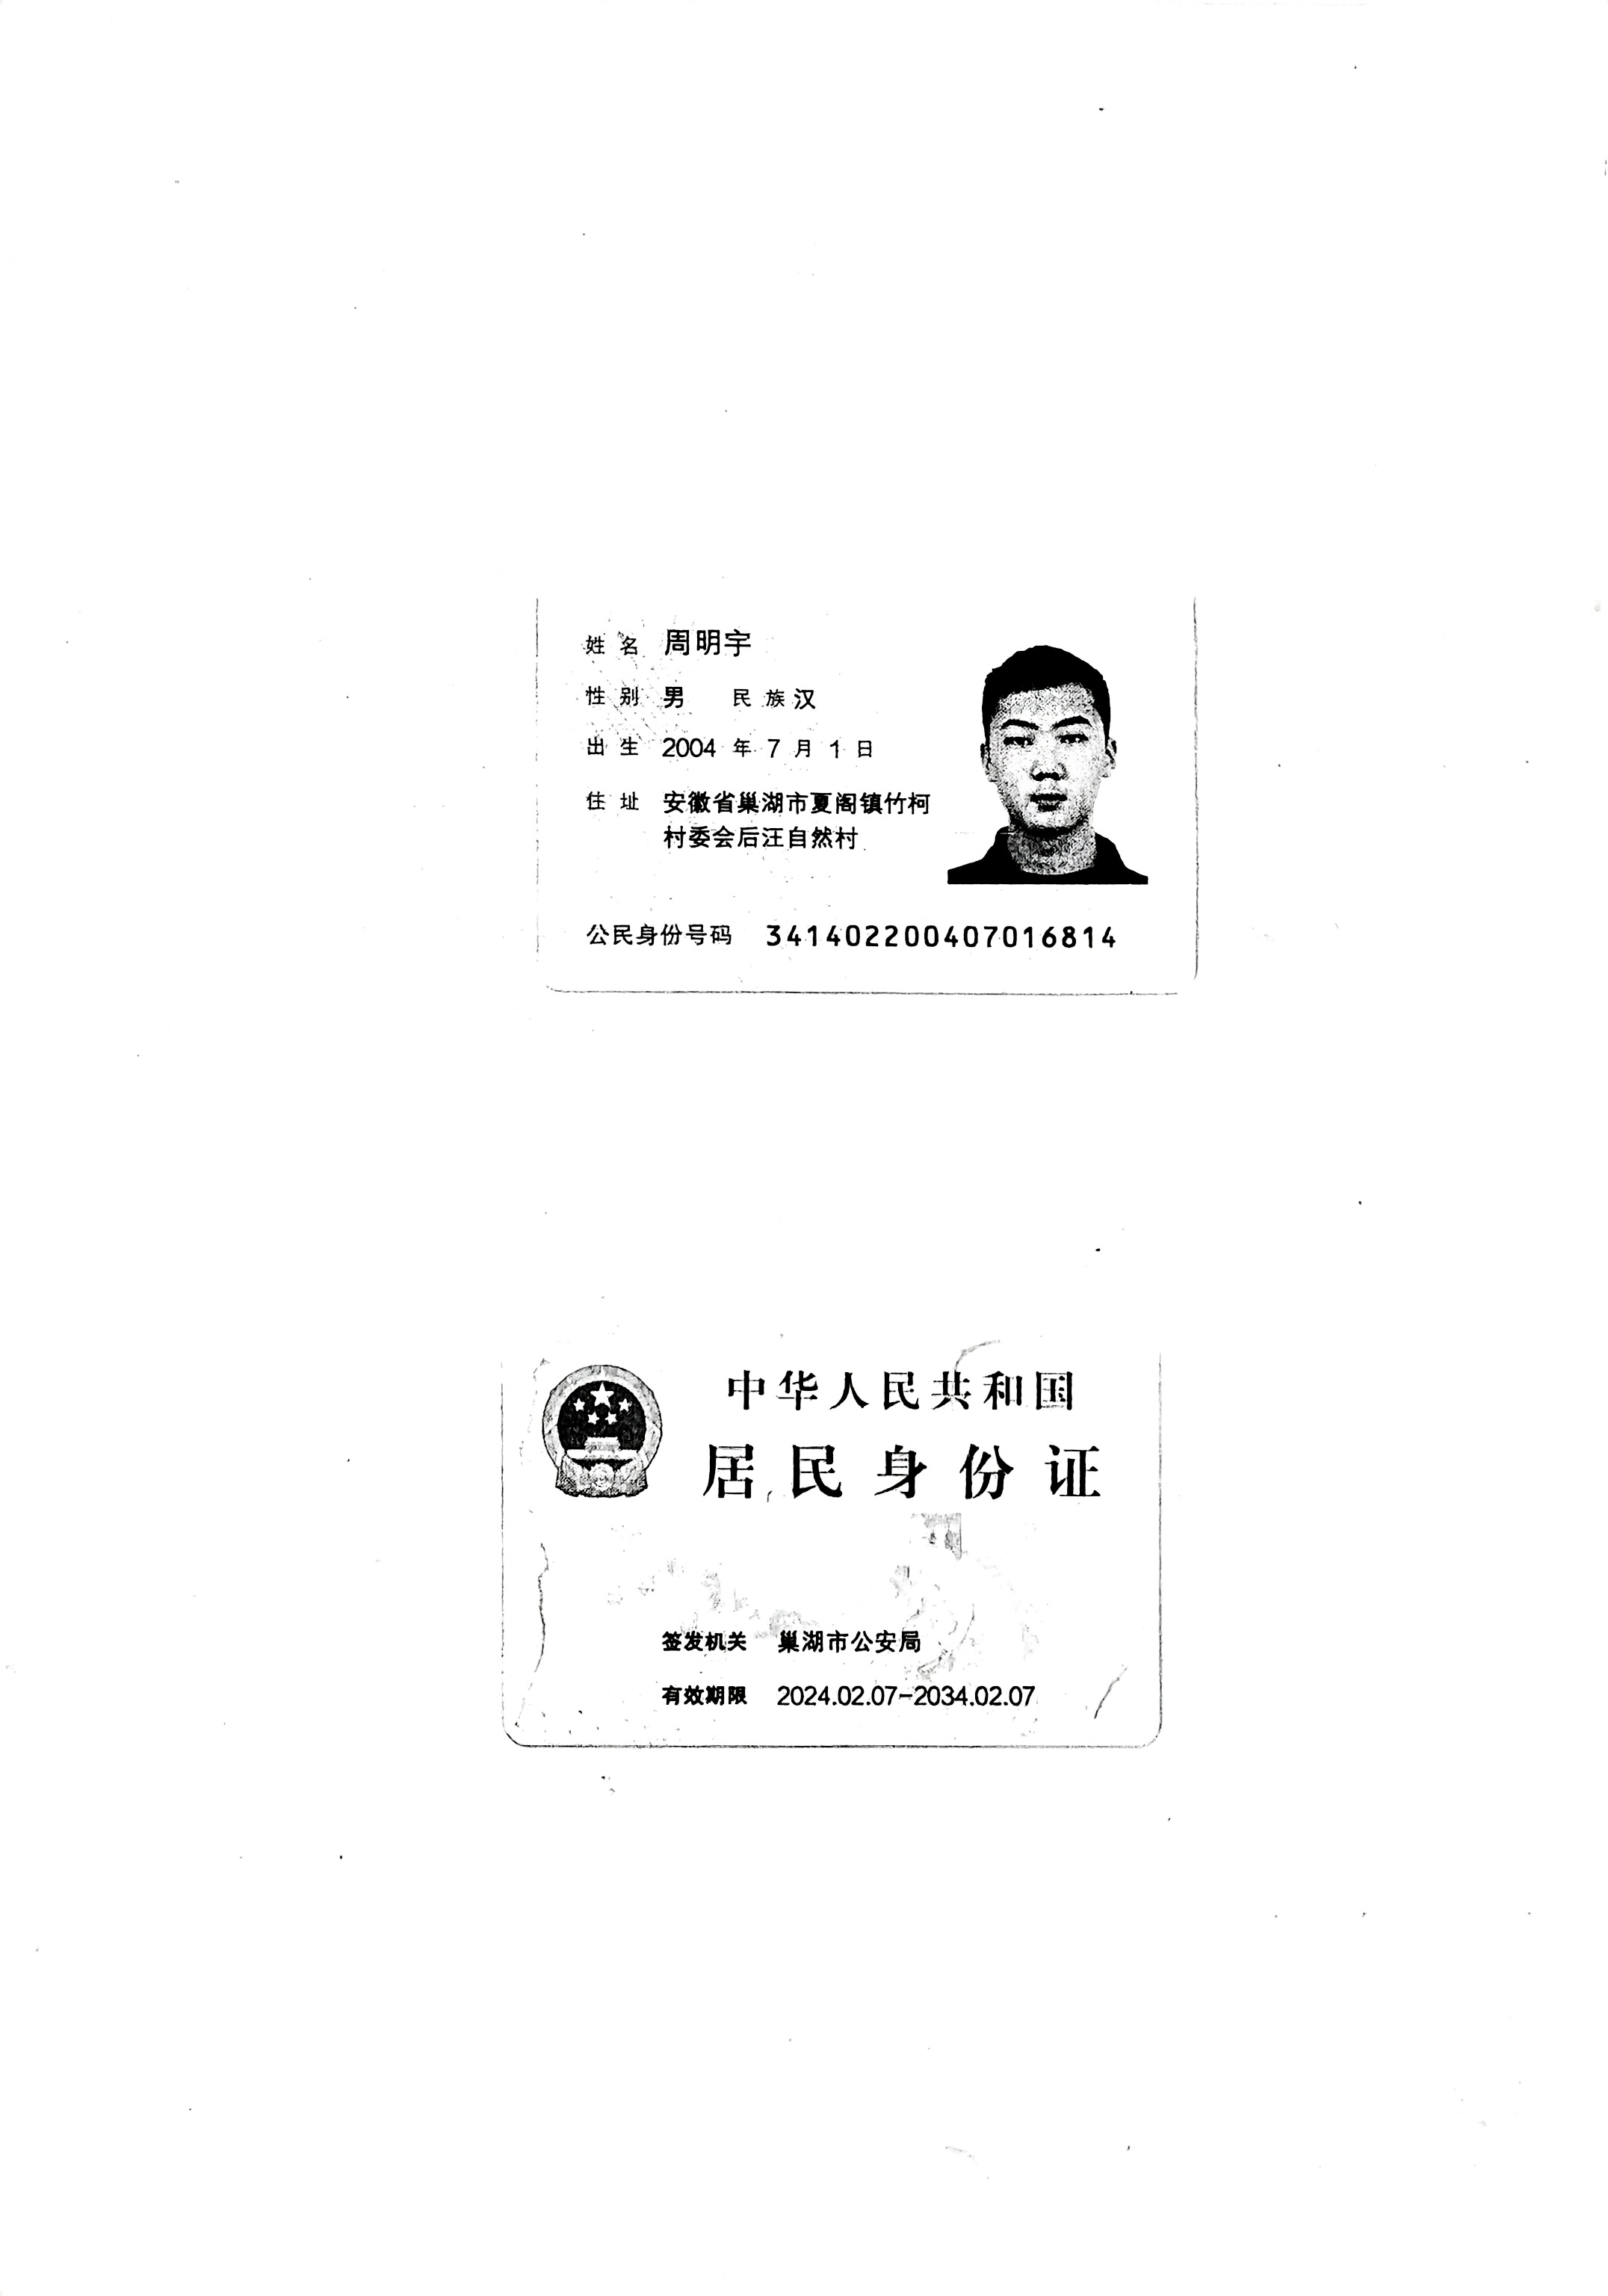 姓名 周明宇
性别 男 民族 汉
出生 2004 年 7 月 1 日
住址 安徽省巢湖市夏阁镇竹柯
村委会后汪自然村
公民身份号码 341402200407016814
中华人民共和国
居民身份证
签发机关 巢湖市公安局
有效期限 2024.02.07-2034.02.07